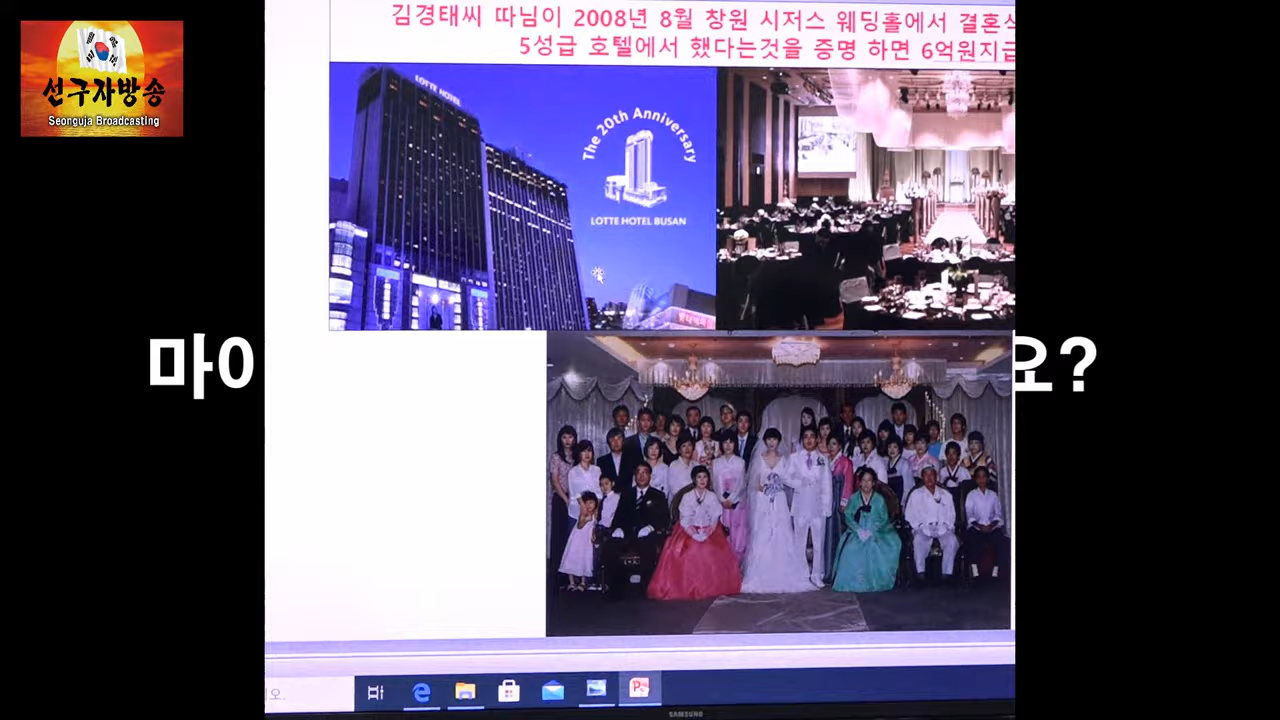 김경태씨 따님이 2008년 8월 창원 시저스 웨딩홀에서 결혼식
5성급 호텔에서 했다는것을 증명 하면 6억원지급
선구자방송
Seonguja Broadcasting
LOTTE HOTEL
The 20th Anniversary
LOTTE HOTEL BUSAN
마이
요?
SAMSUNG